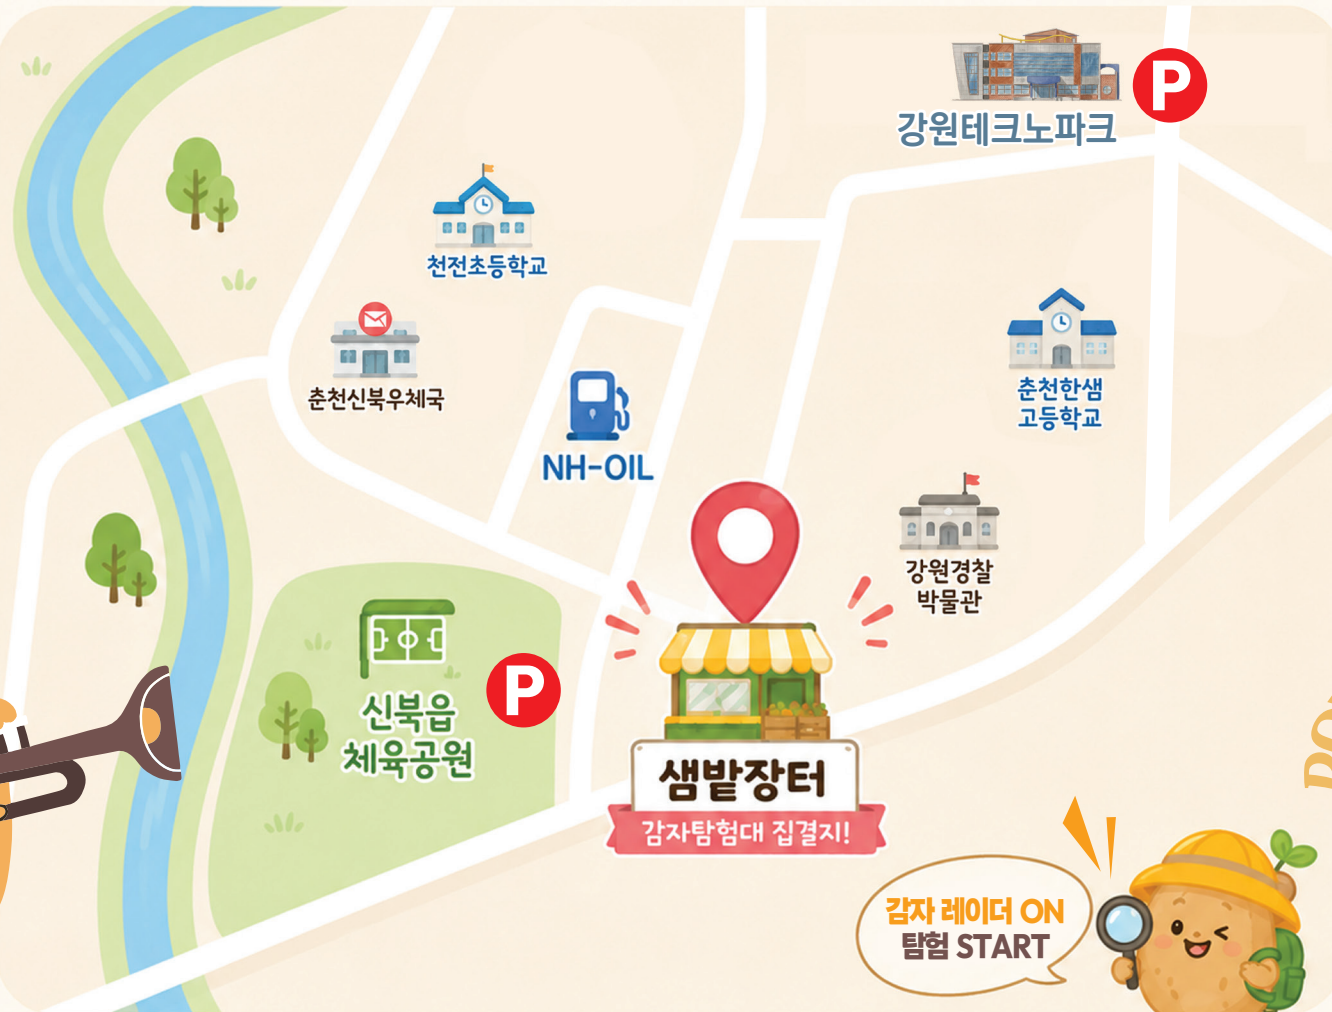 P
강원테크노파크
천전초등학교
춘천신북우체국
춘천한샘
고등학교
NH-OIL
강원경찰
박물관
신북읍
체육공원
P
샘밭장터
감자탐험대 집결지!
감자 레이더 ON
탐험 START